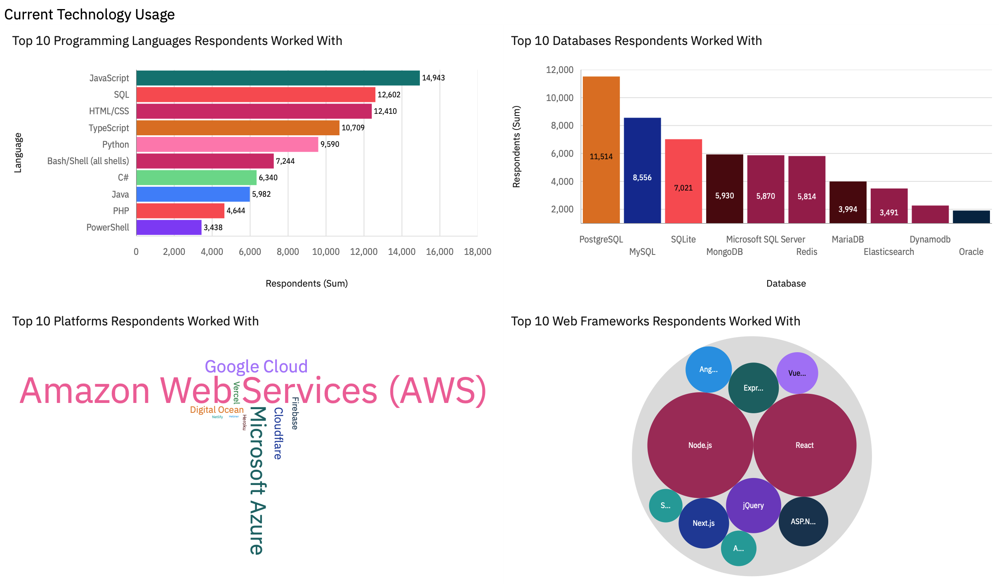 Current Technology Usage
Top 10 Programming Languages Respondents Worked With
Language
JavaScript 14,943
SQL 12,602
HTML/CSS 12,410
TypeScript 10,709
Python 9,590
Bash/Shell (all shells) 7,244
C# 6,340
Java 5,982
PHP 4,644
PowerShell 3,438
0 2,000 4,000 6,000 8,000 10,000 12,000 14,000 16,000 18,000
Respondents (Sum)
Top 10 Databases Respondents Worked With
Respondents (Sum)
12,000
10,000
8,000
6,000
4,000
2,000
11,514 8,556 7,021 5,930 5,870 5,814 3,994 3,491
PostgreSQL SQLite Microsoft SQL Server MariaDB Dynamodb
MySQL MongoDB Redis Elasticsearch Oracle
Database
Top 10 Platforms Respondents Worked With
Google Cloud
Amazon Web Services (AWS)
Vercel
Firebase
Digital Ocean
Microsoft Azure
Cloudflare
Netlify
Hetzner
Heroku
Top 10 Web Frameworks Respondents Worked With
Ang...
Vue...
Expr...
Node.js
React
S...
jQuery
Next.js
ASP.N...
A...